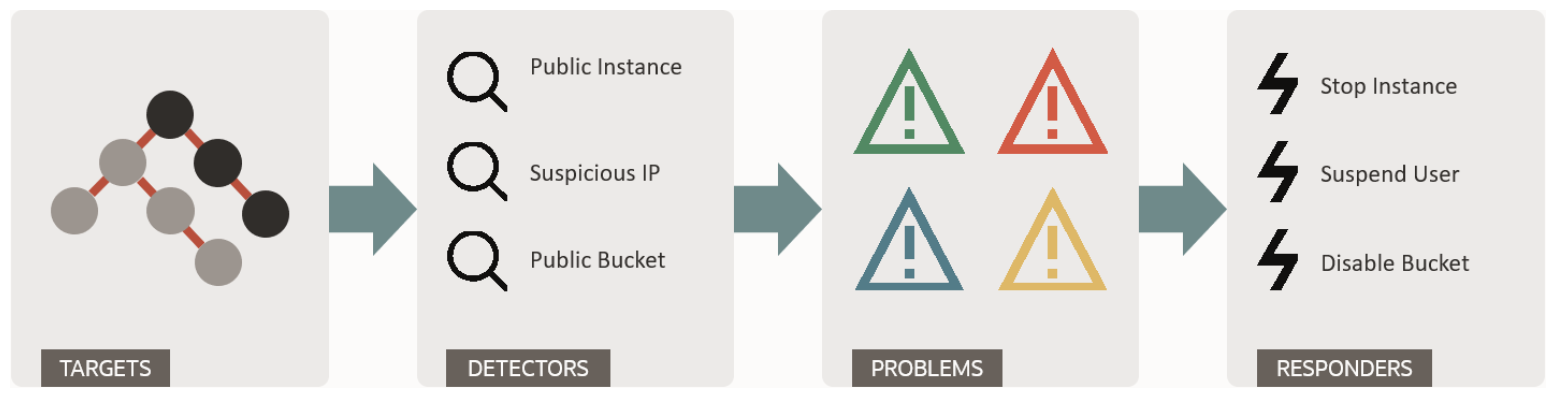 Public Instance
Suspicious IP
Public Bucket
Stop Instance
Suspend User
Disable Bucket
TARGETS
DETECTORS
PROBLEMS
RESPONDERS